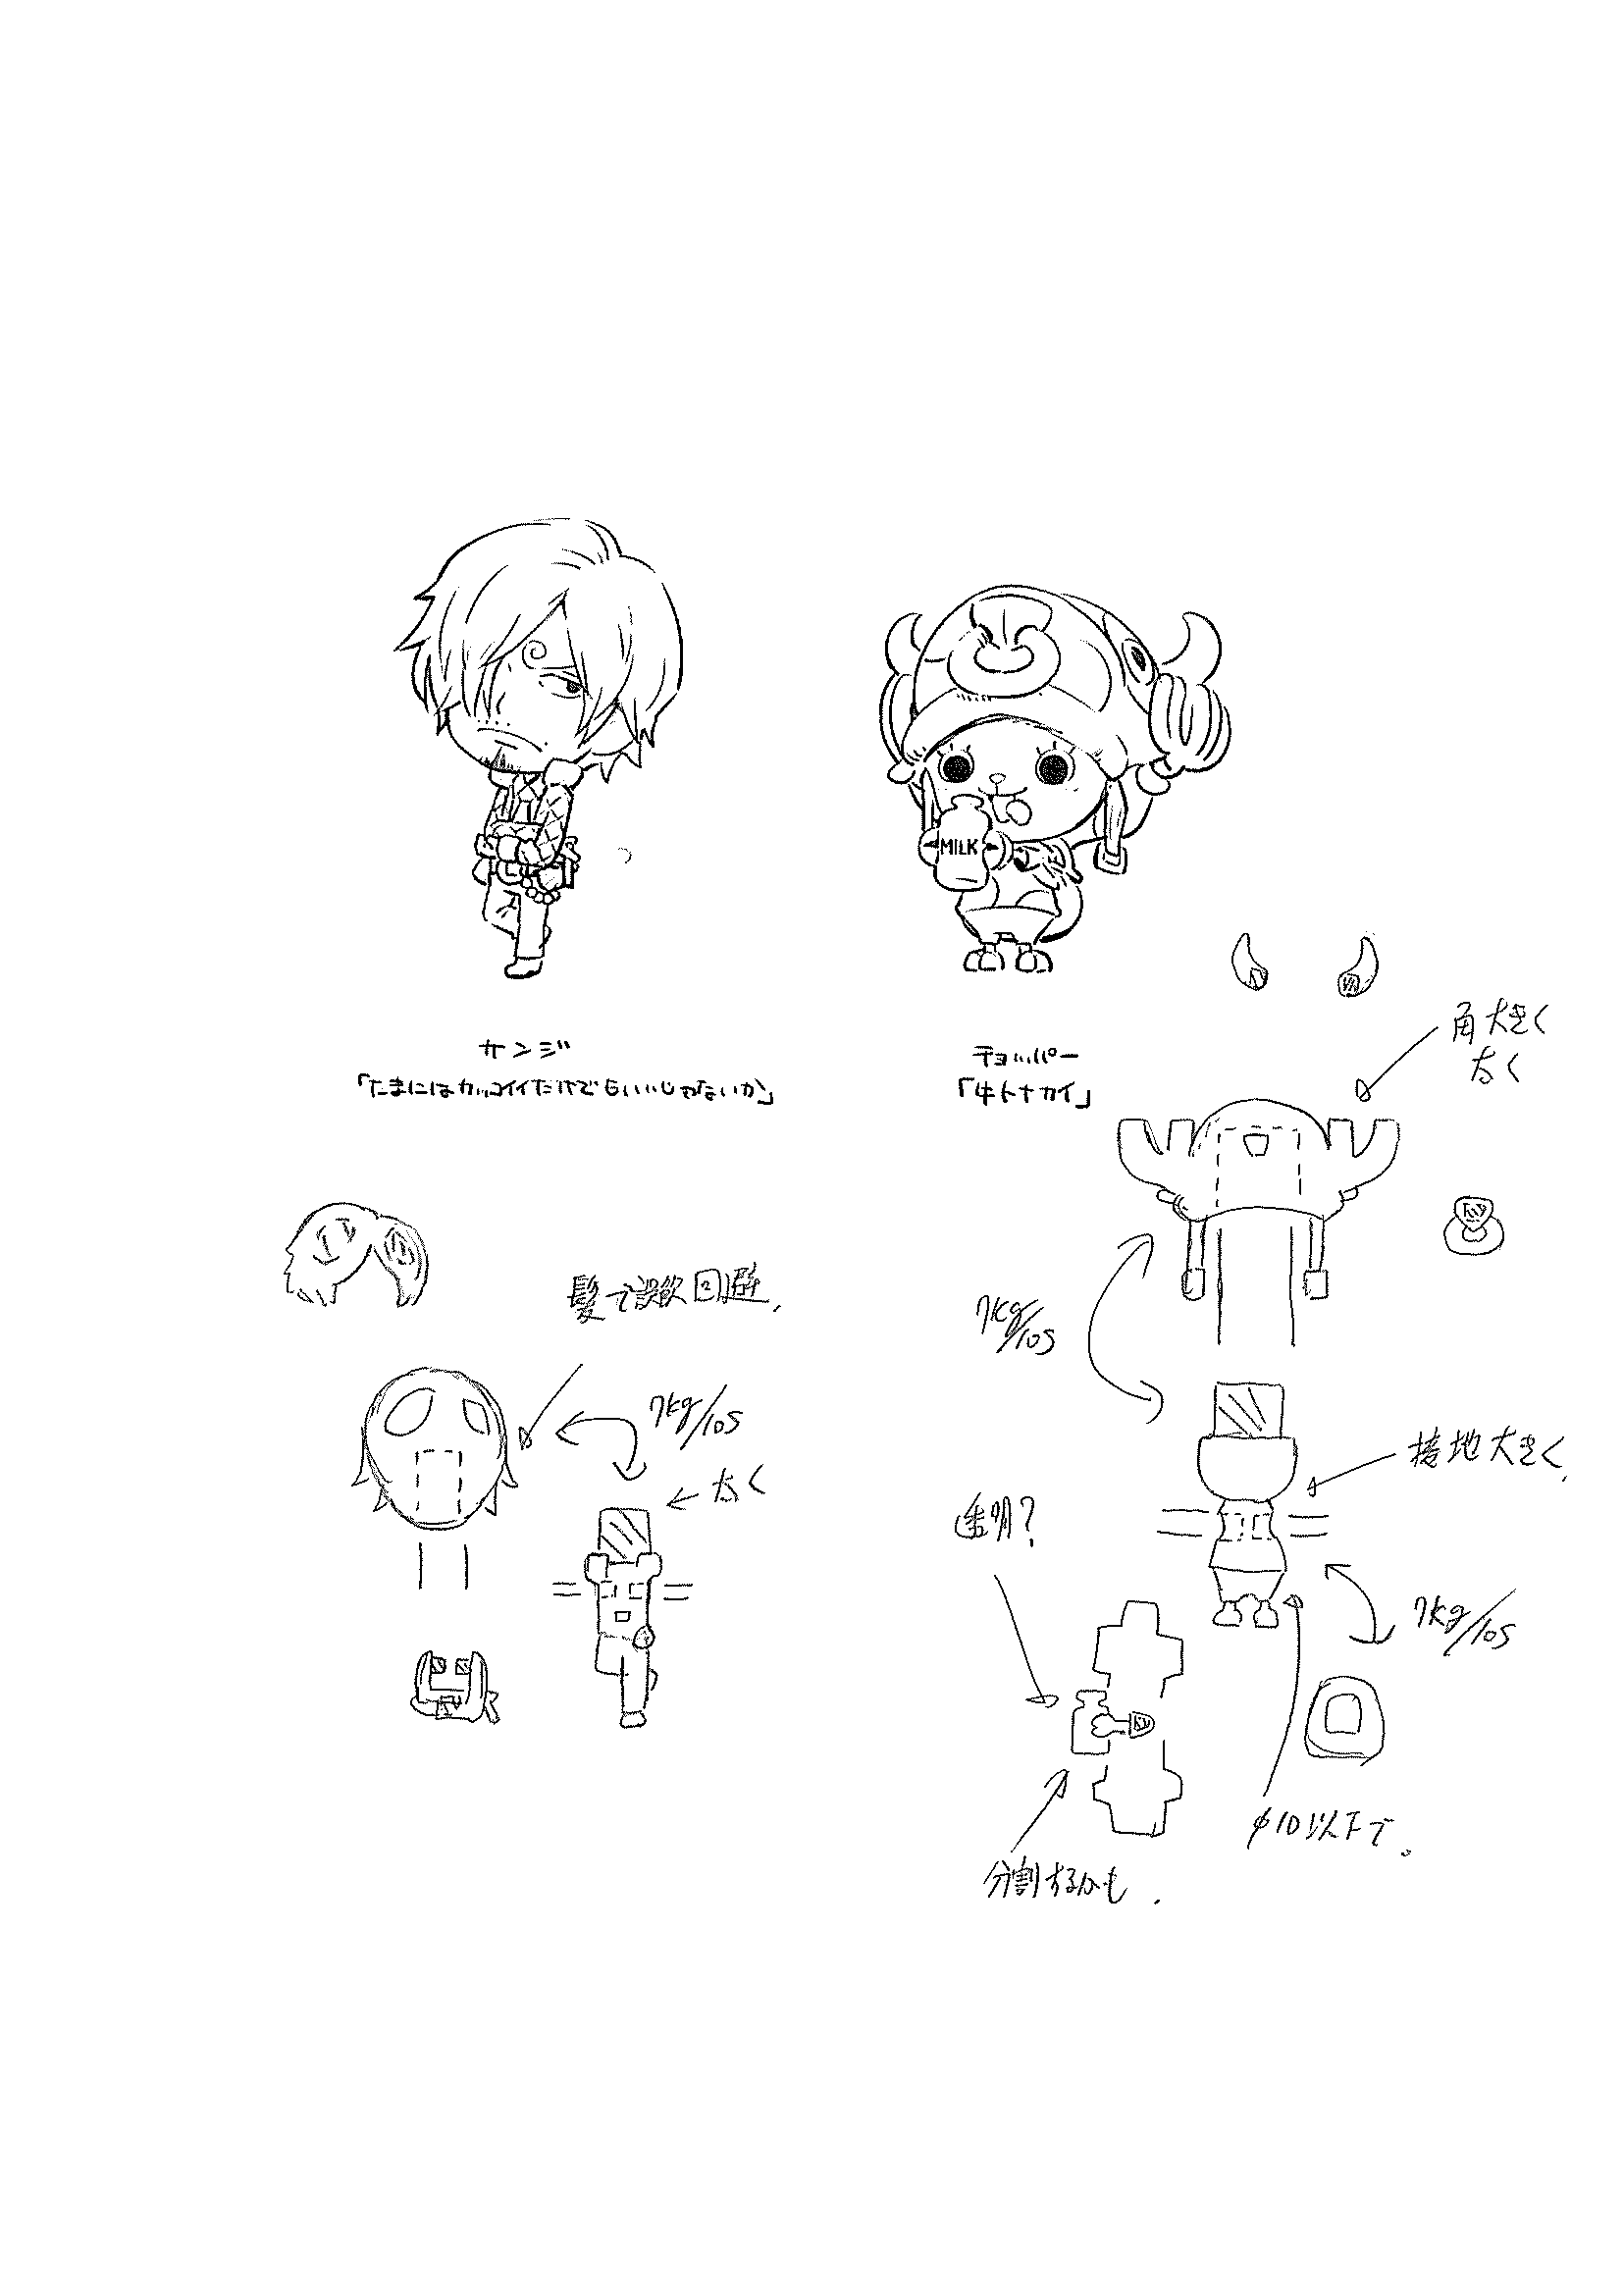 MILK
サンジ
「たまにはカッコイイだけでもいいじゃないか」
チョッパー
「牛トナカイ」
角大きく
太く
髪で誤飲回避.
7kg/10s
7kg/10s
太く
接地大きく.
透明?
7kg/10s
φ10以下で。
分割するかも.